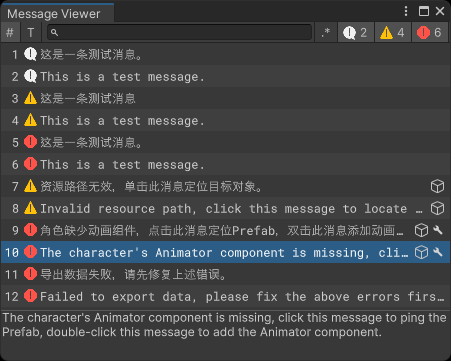 Message Viewer
# T .* 2 4 6
1 这是一条测试消息。
2 This is a test message.
3 这是一条测试消息
4 This is a test message.
5 这是一条测试消息。
6 This is a test message.
7 资源路径无效，单击此消息定位目标对象。
8 Invalid resource path, click this message to locate …
9 角色缺少动画组件，点击此消息定位Prefab，双击此消息添加动画…
10 The character's Animator component is missing, cli…
11 导出数据失败，请先修复上述错误。
12 Failed to export data, please fix the above errors firs…
The character's Animator component is missing, click this message to ping the
Prefab, double-click this message to add the Animator component.